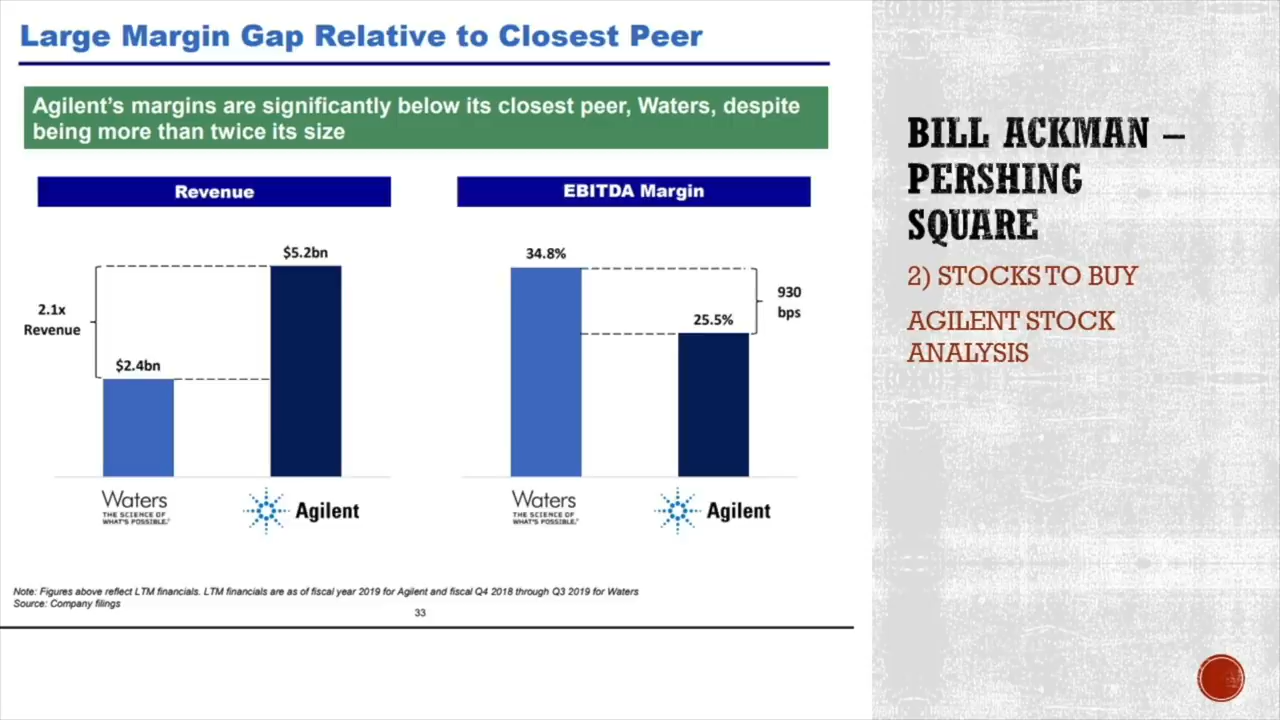 Large Margin Gap Relative to Closest Peer
Agilent's margins are significantly below its closest peer, Waters, despite
being more than twice its size
Revenue
$5.2bn
2.1x
Revenue
$2.4bn
Waters
THE SCIENCE OF
WHAT'S POSSIBLE.
Agilent
EBITDA Margin
34.8%
930
bps
25.5%
Waters
THE SCIENCE OF
WHAT'S POSSIBLE.
Agilent
Note: Figures above reflect LTM financials. LTM financials are as of fiscal year 2019 for Agilent and fiscal Q4 2018 through Q3 2019 for Waters
Source: Company filings
33
BILL ACKMAN –
PERSHING
SQUARE
2) STOCKS TO BUY
AGILENT STOCK
ANALYSIS